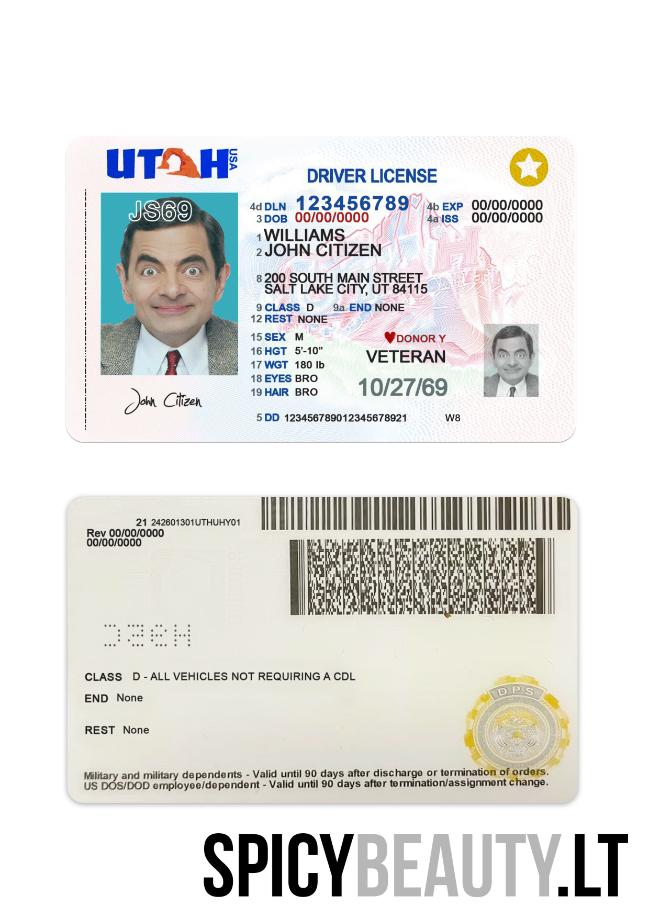 UTAH USA
DRIVER LICENSE
JS69
4d DLN 123456789 4b EXP 00/00/0000
3 DOB 00/00/0000 4a ISS 00/00/0000
1 WILLIAMS
2 JOHN CITIZEN
8 200 SOUTH MAIN STREET
SALT LAKE CITY, UT 84115
9 CLASS D 9a END NONE
12 REST NONE
15 SEX M DONOR Y
16 HGT 5'-10" VETERAN
17 WGT 180 lb
18 EYES BRO 10/27/69
19 HAIR BRO
John Citizen
5 DD 123456789012345678921 W8
21 242601301UTHUHY01
Rev 00/00/0000
00/00/0000
CLASS D - ALL VEHICLES NOT REQUIRING A CDL
END None
D.P.S.
REST None
Military and military dependents - Valid until 90 days after discharge or termination of orders.
US DOS/DOD employee/dependent - Valid until 90 days after termination/assignment change.
SPICYBEAUTY.LT